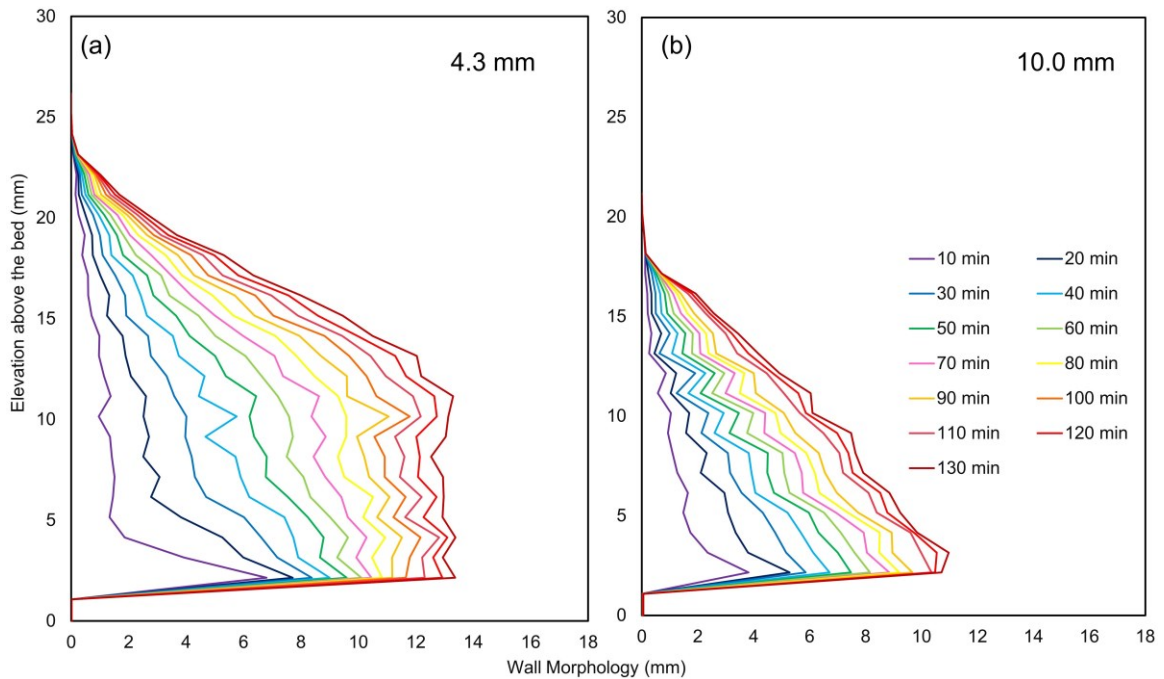 (a)
4.3 mm
30
25
20
15
10
5
0
0 2 4 6 8 10 12 14 16 18
Elevation above the bed (mm)
(b)
10.0 mm
30
25
20
15
10
5
0
0 2 4 6 8 10 12 14 16 18
10 min 20 min
30 min 40 min
50 min 60 min
70 min 80 min
90 min 100 min
110 min 120 min
130 min
Wall Morphology (mm)